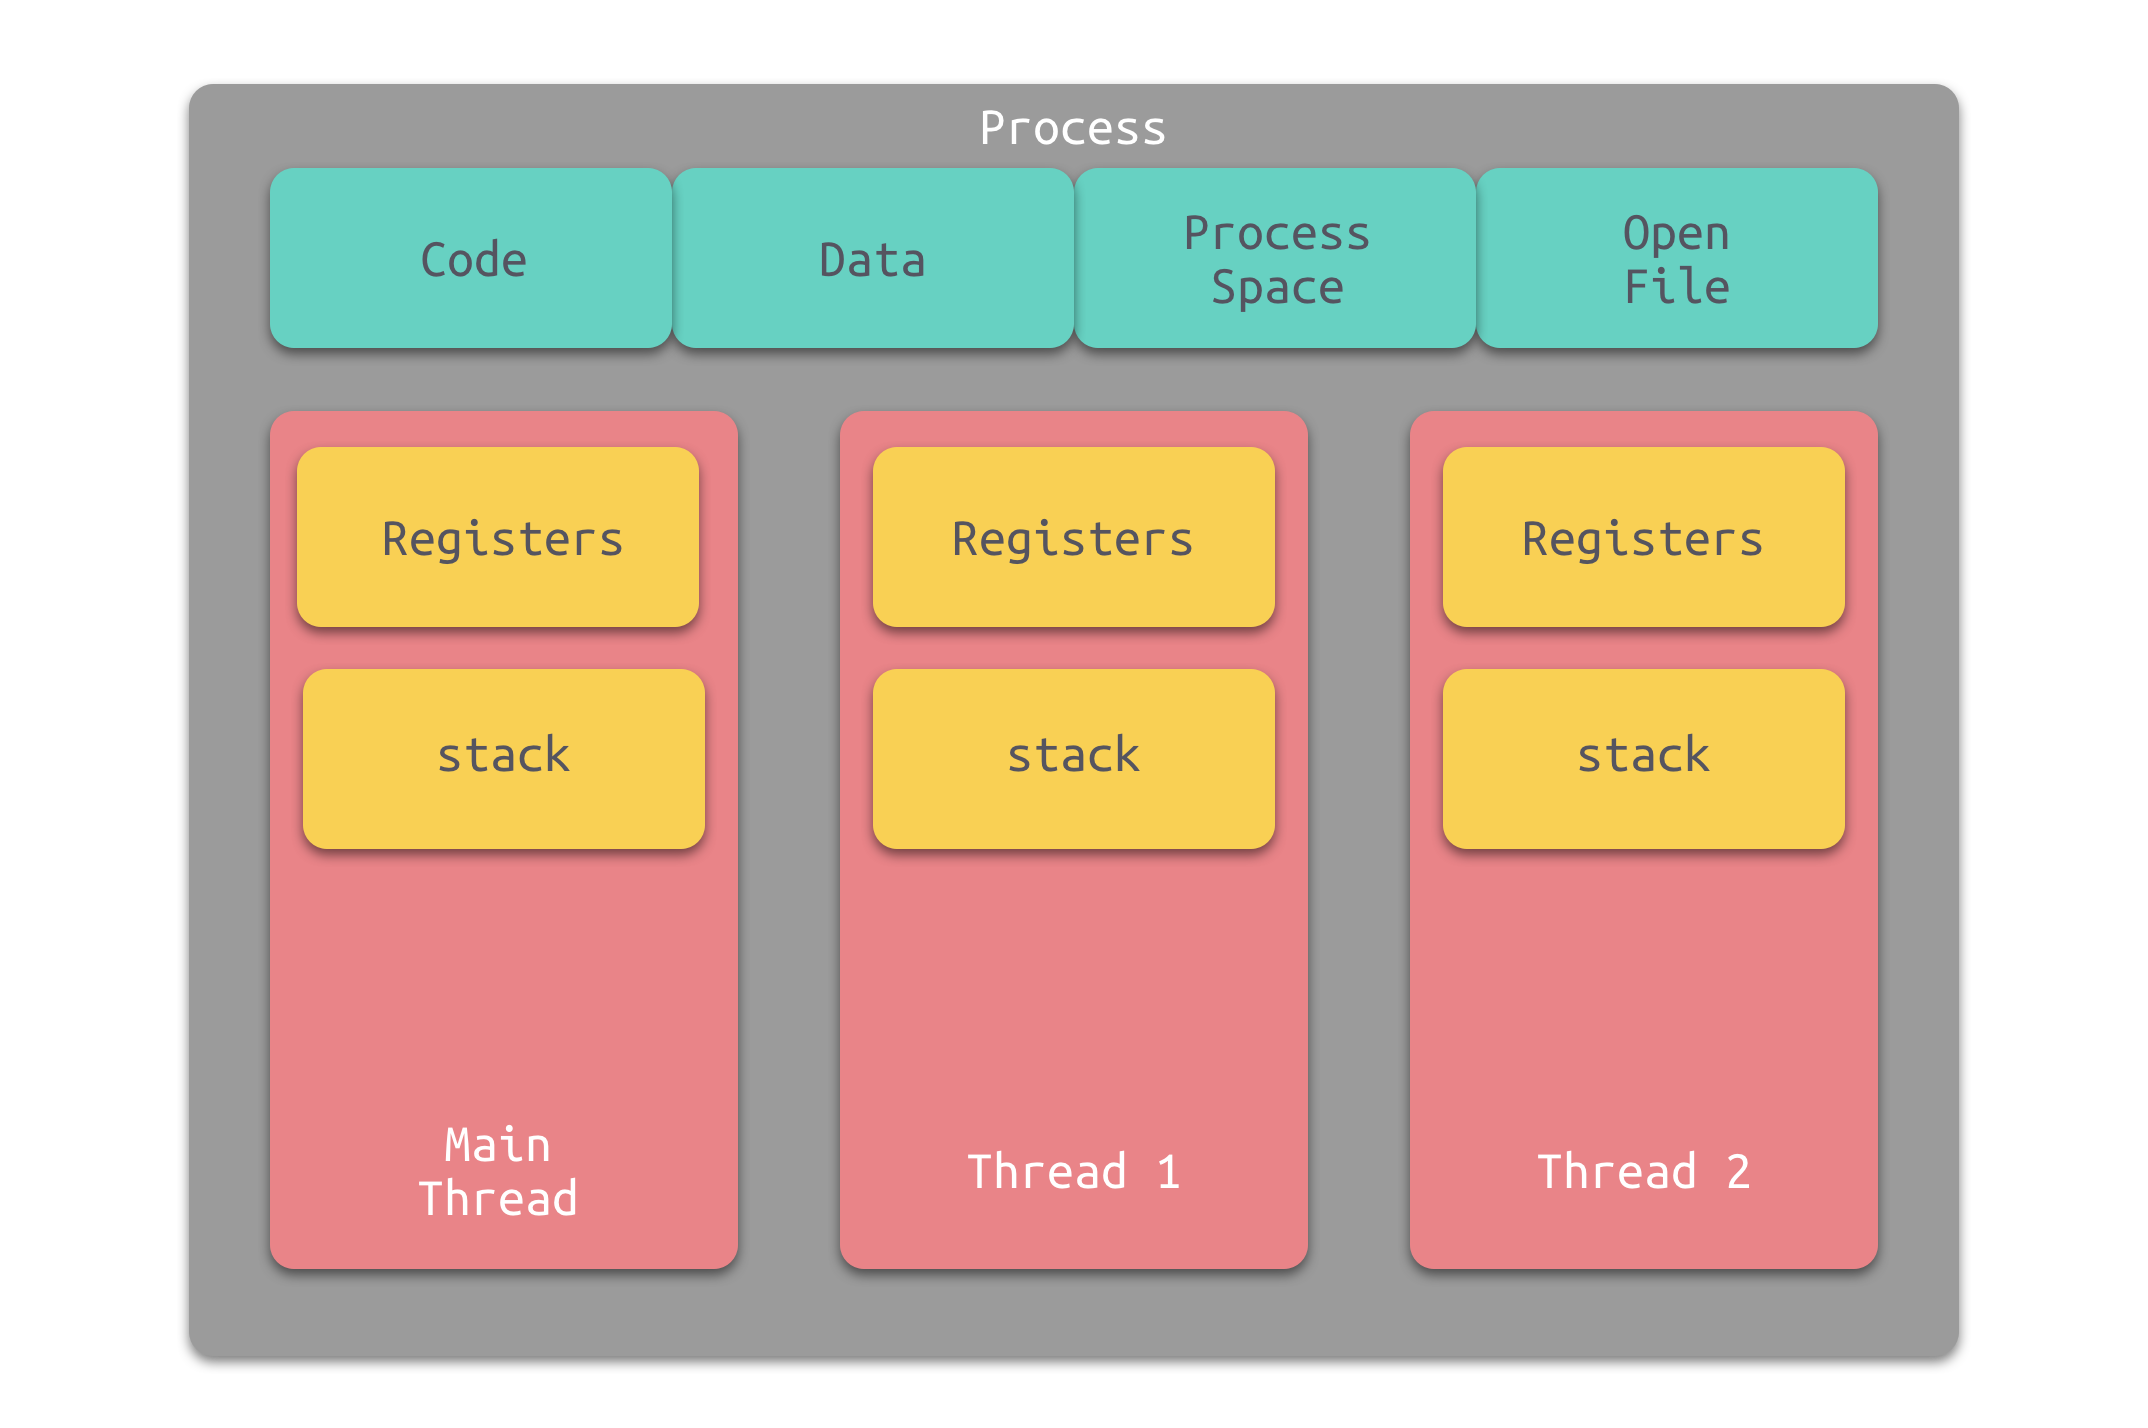 Process
Code
Data
Process
Space
Open
File
Registers
Registers
Registers
stack
stack
stack
Main
Thread
Thread 1
Thread 2